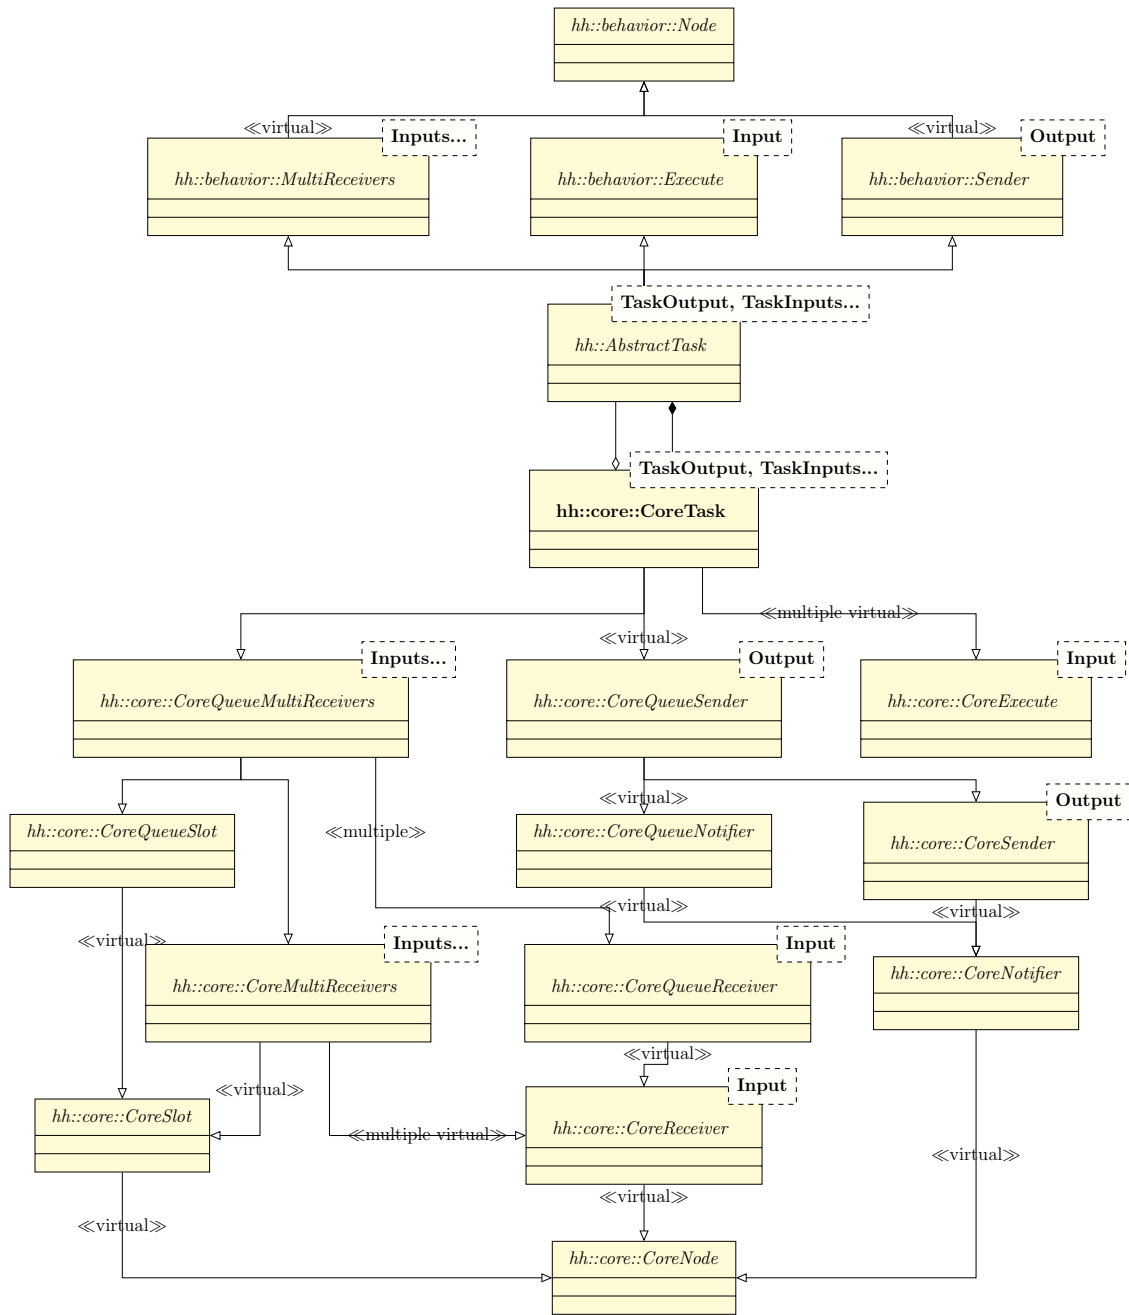 hh::behavior::Node
≪virtual≫
Inputs...
Input
≪virtual≫
Output
hh::behavior::MultiReceivers
hh::behavior::Execute
hh::behavior::Sender
TaskOutput, TaskInputs...
hh::AbstractTask
TaskOutput, TaskInputs...
hh::core::CoreTask
≪multiple virtual≫
≪virtual≫
Inputs...
Output
Input
hh::core::CoreQueueMultiReceivers
hh::core::CoreQueueSender
hh::core::CoreExecute
≪virtual≫
Output
≪multiple≫
hh::core::CoreQueueSlot
hh::core::CoreQueueNotifier
hh::core::CoreSender
≪virtual≫
≪virtual≫
≪virtual≫
Inputs...
Input
hh::core::CoreNotifier
hh::core::CoreMultiReceivers
hh::core::CoreQueueReceiver
≪virtual≫
≪virtual≫
Input
hh::core::CoreSlot
hh::core::CoreReceiver
≪multiple virtual≫
≪virtual≫
≪virtual≫
≪virtual≫
hh::core::CoreNode